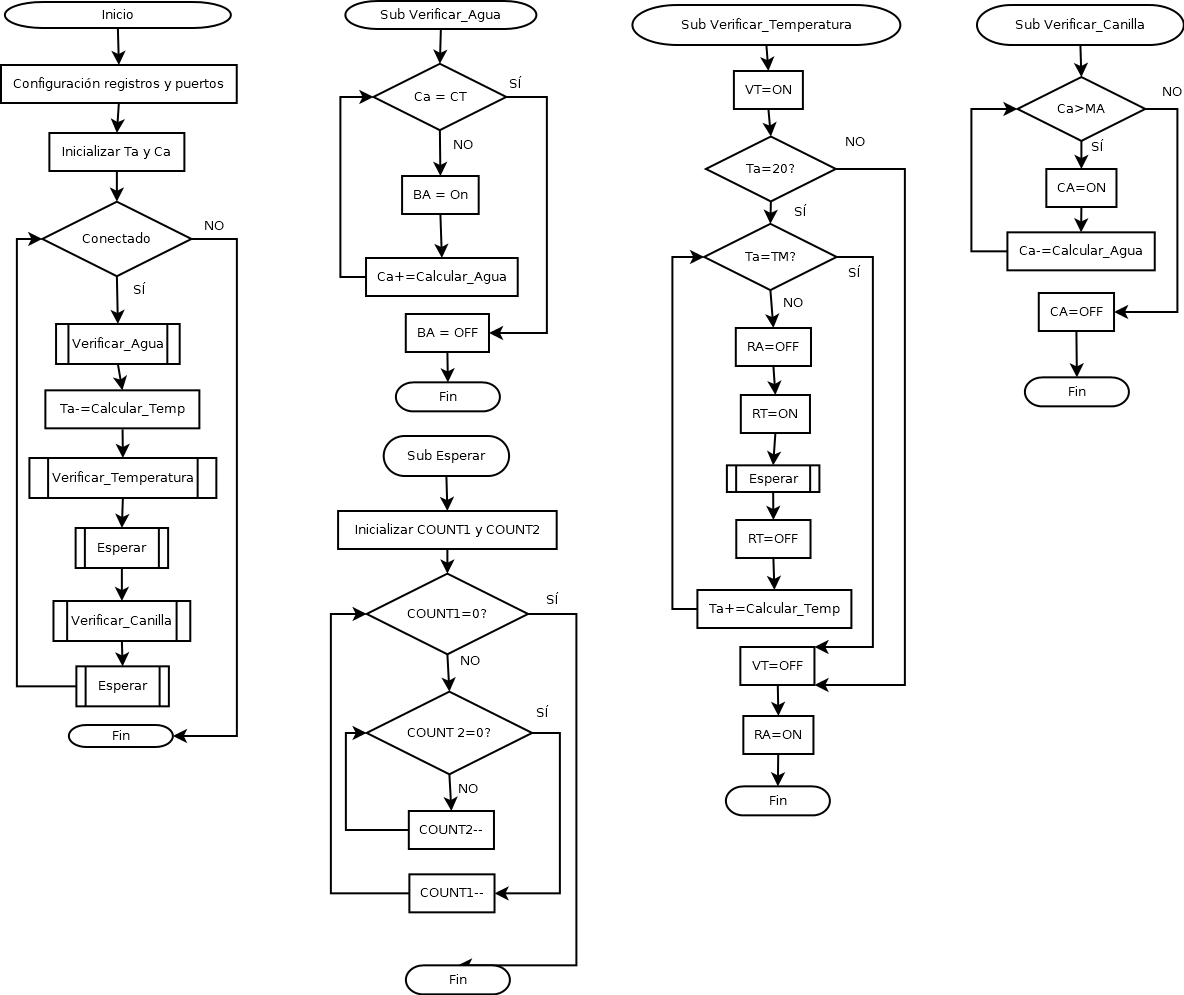 Inicio
Configuración registros y puertos
Inicializar Ta y Ca
Conectado
NO
SÍ
Verificar_Agua
Ta-=Calcular_Temp
Verificar_Temperatura
Esperar
Verificar_Canilla
Esperar
Fin
Sub Verificar_Agua
Ca = CT
SÍ
NO
BA = On
Ca+=Calcular_Agua
BA = OFF
Fin
Sub Esperar
Inicializar COUNT1 y COUNT2
COUNT1=0?
SÍ
NO
COUNT 2=0?
SÍ
NO
COUNT2--
COUNT1--
Fin
Sub Verificar_Temperatura
VT=ON
Ta=20?
NO
SÍ
Ta=TM?
SÍ
NO
RA=OFF
RT=ON
Esperar
RT=OFF
Ta+=Calcular_Temp
VT=OFF
RA=ON
Fin
Sub Verificar_Canilla
Ca>MA
NO
SÍ
CA=ON
Ca-=Calcular_Agua
CA=OFF
Fin